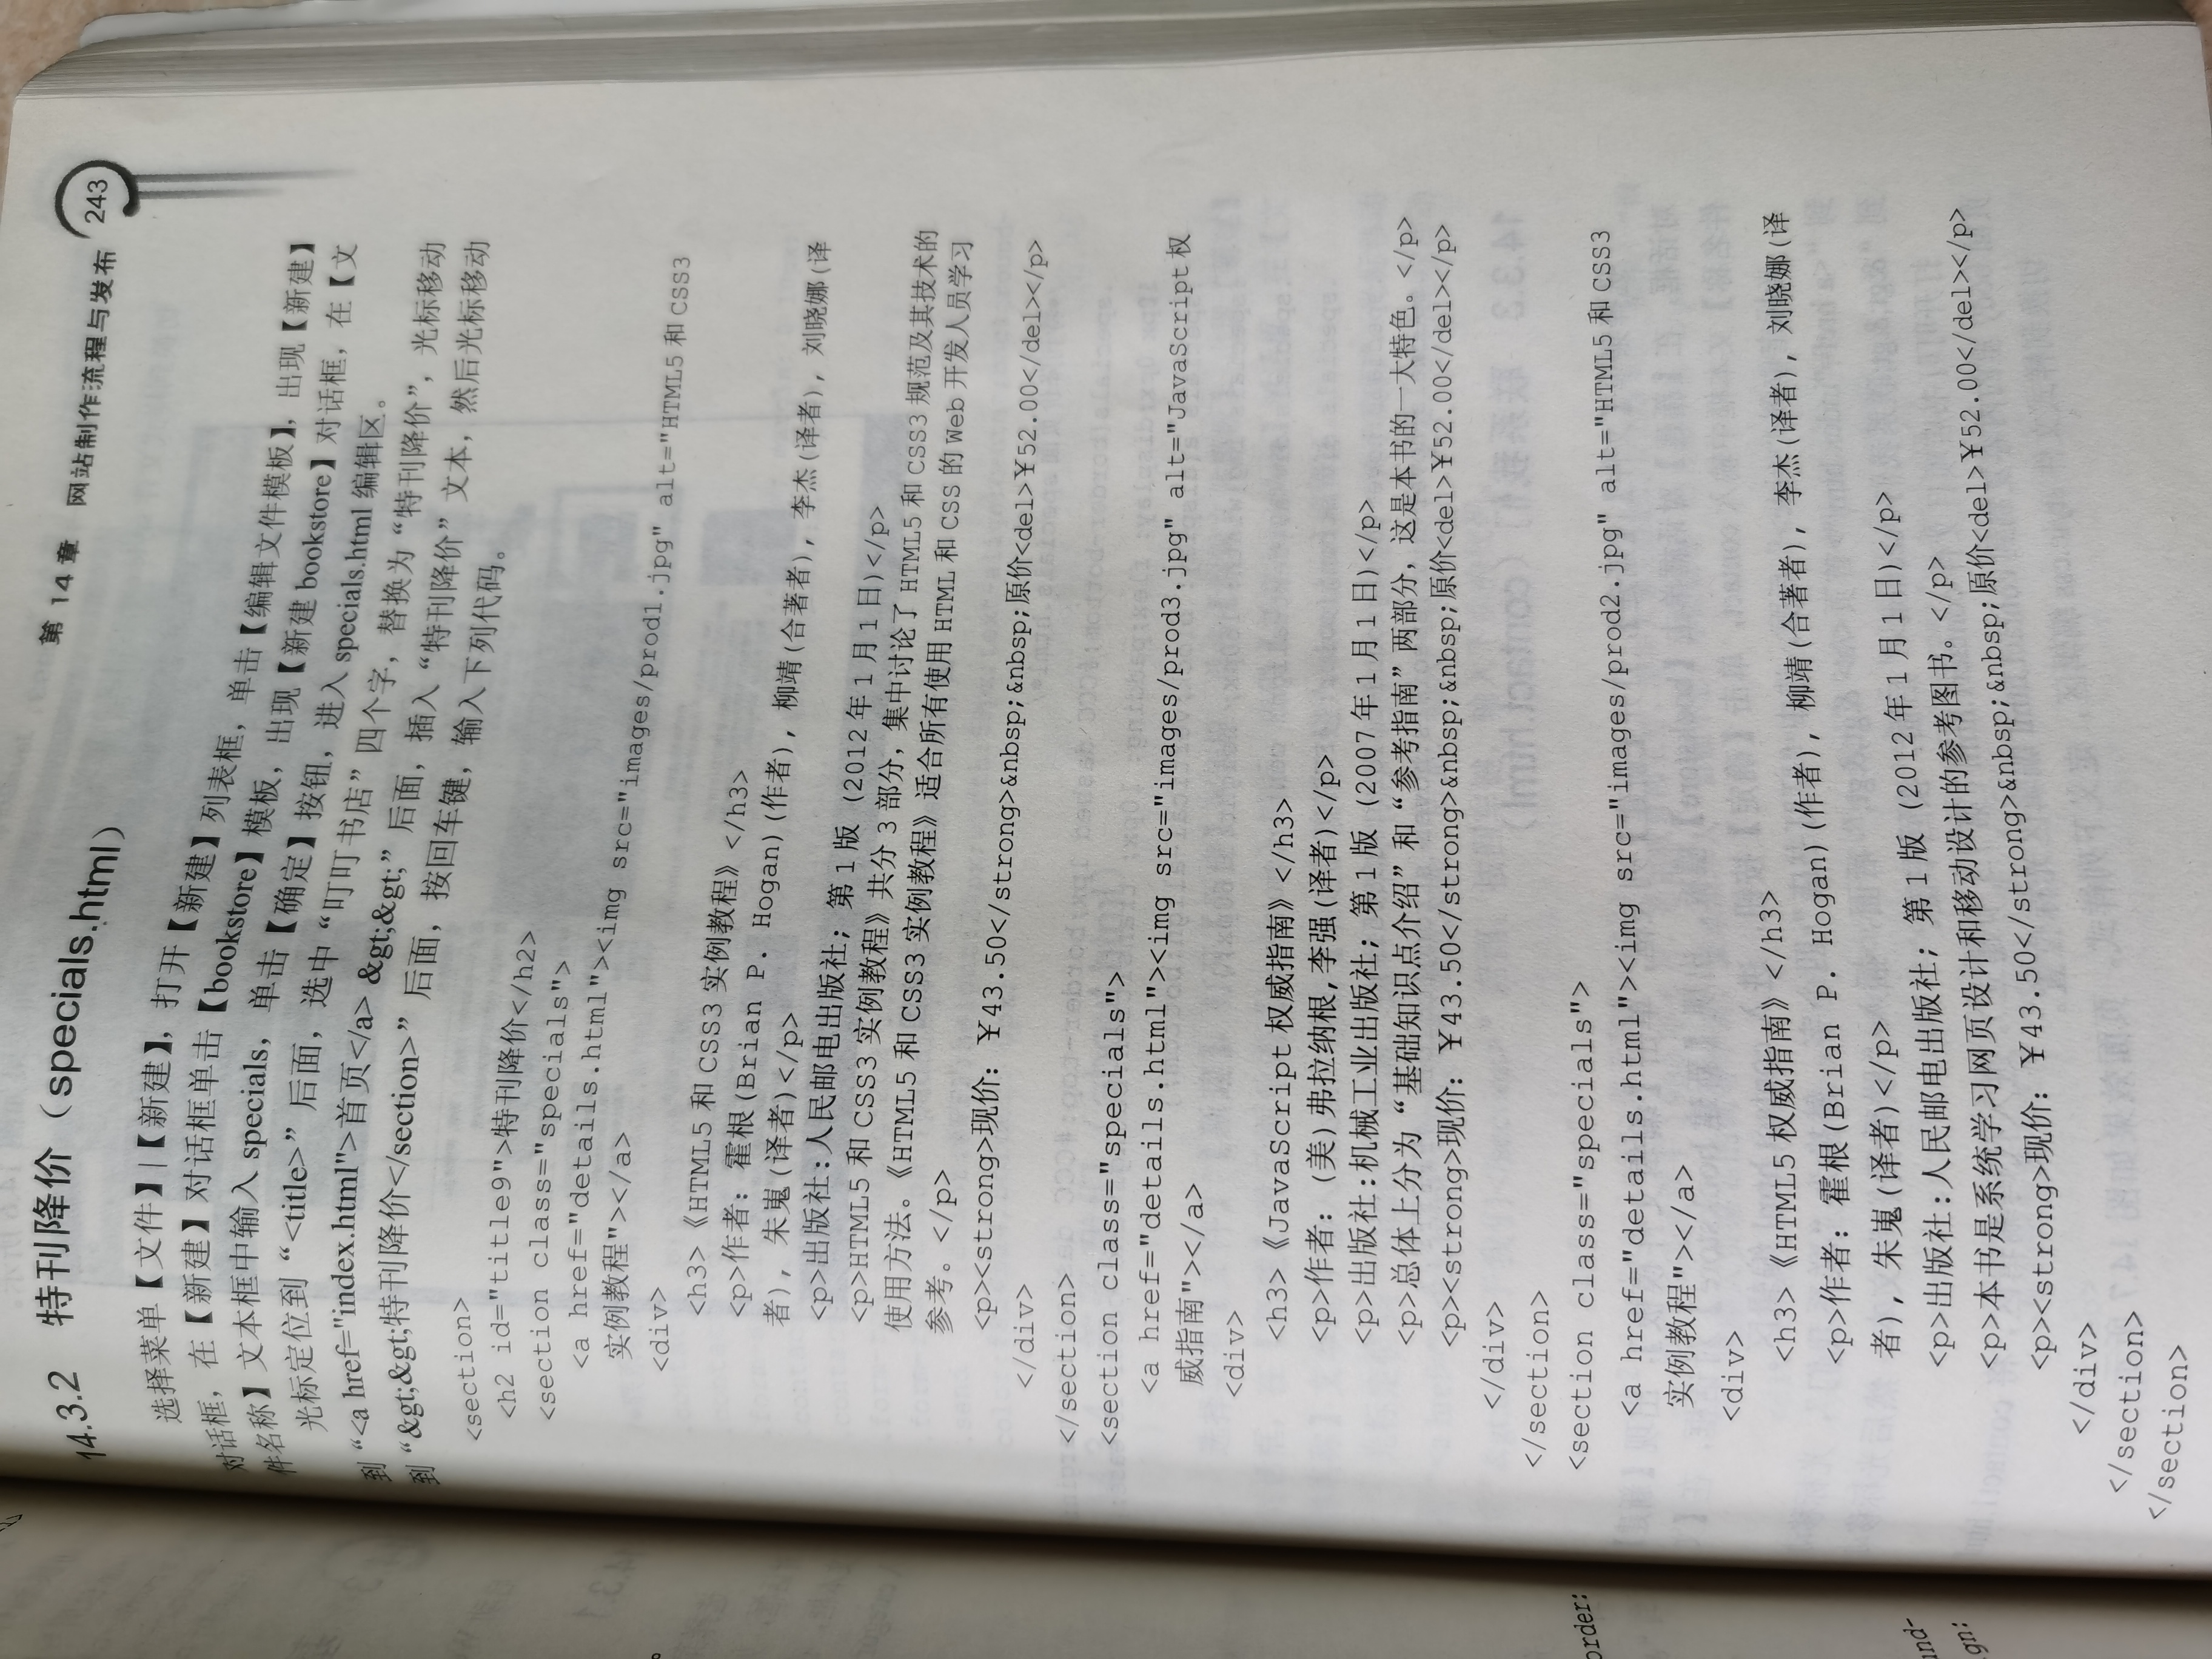 第 14 章 网站制作流程与发布 243
14.3.2 特刊降价（specials.html）
选择菜单【文件】|【新建】，打开【新建】列表框，单击【编辑文件模板】，出现【新建】
对话框，在【新建】对话框单击【bookstore】模板，出现【新建 bookstore】对话框，在【文
件名称】文本框中输入 specials，单击【确定】按钮，进入 specials.html 编辑区。
光标定位到“<title>”后面，选中“叮叮书店”四个字，替换为“特刊降价”，光标移动
到“<a href="index.html">首页</a> &gt;&gt;”后面，插入“特刊降价”文本，然后光标移动
到“&gt;&gt;特刊降价</section>”后面，按回车键，输入下列代码。
<section>
<h2 id="title9">特刊降价</h2>
<section class="specials">
<a href="details.html"><img src="images/prod1.jpg" alt="HTML5 和 CSS3
实例教程"></a>
<div>
<h3>《HTML5 和 CSS3 实例教程》</h3>
<p>作者：霍根(Brian P. Hogan)(作者), 柳靖(合著者), 李杰(译者), 刘晓娜(译
者), 朱嵬(译者)</p>
<p>出版社:人民邮电出版社; 第 1 版 (2012 年 1 月 1 日)</p>
<p>HTML5 和 CSS3 实例教程》共分 3 部分，集中讨论了 HTML5 和 CSS3 规范及其技术的
使用方法。《HTML5 和 CSS3 实例教程》适合所有使用 HTML 和 CSS 的 Web 开发人员学习
参考。</p>
<p><strong>现价：￥43.50</strong>&nbsp;&nbsp;原价<del>￥52.00</del></p>
</div>
</section>
<section class="specials">
<a href="details.html"><img src="images/prod3.jpg" alt="JavaScript 权
威指南"></a>
<div>
<h3>《JavaScript 权威指南》</h3>
<p>作者：(美)弗拉纳根,李强(译者)</p>
<p>出版社:机械工业出版社; 第 1 版 (2007 年 1 月 1 日)</p>
<p>总体上分为“基础知识点介绍”和“参考指南”两部分，这是本书的一大特色。</p>
<p><strong>现价：￥43.50</strong>&nbsp;&nbsp;原价<del>￥52.00</del></p>
</div>
</section>
<section class="specials">
<a href="details.html"><img src="images/prod2.jpg" alt="HTML5 和 CSS3
实例教程"></a>
<div>
<h3>《HTML5 权威指南》</h3>
<p>作者：霍根(Brian P. Hogan)(作者), 柳靖(合著者), 李杰(译者), 刘晓娜(译
者), 朱嵬(译者)</p>
<p>出版社:人民邮电出版社; 第 1 版 (2012 年 1 月 1 日)</p>
<p>本书是系统学习网页设计和移动设计的参考图书。</p>
<p><strong>现价：￥43.50</strong>&nbsp;&nbsp;原价<del>￥52.00</del></p>
</div>
</section>
</section>